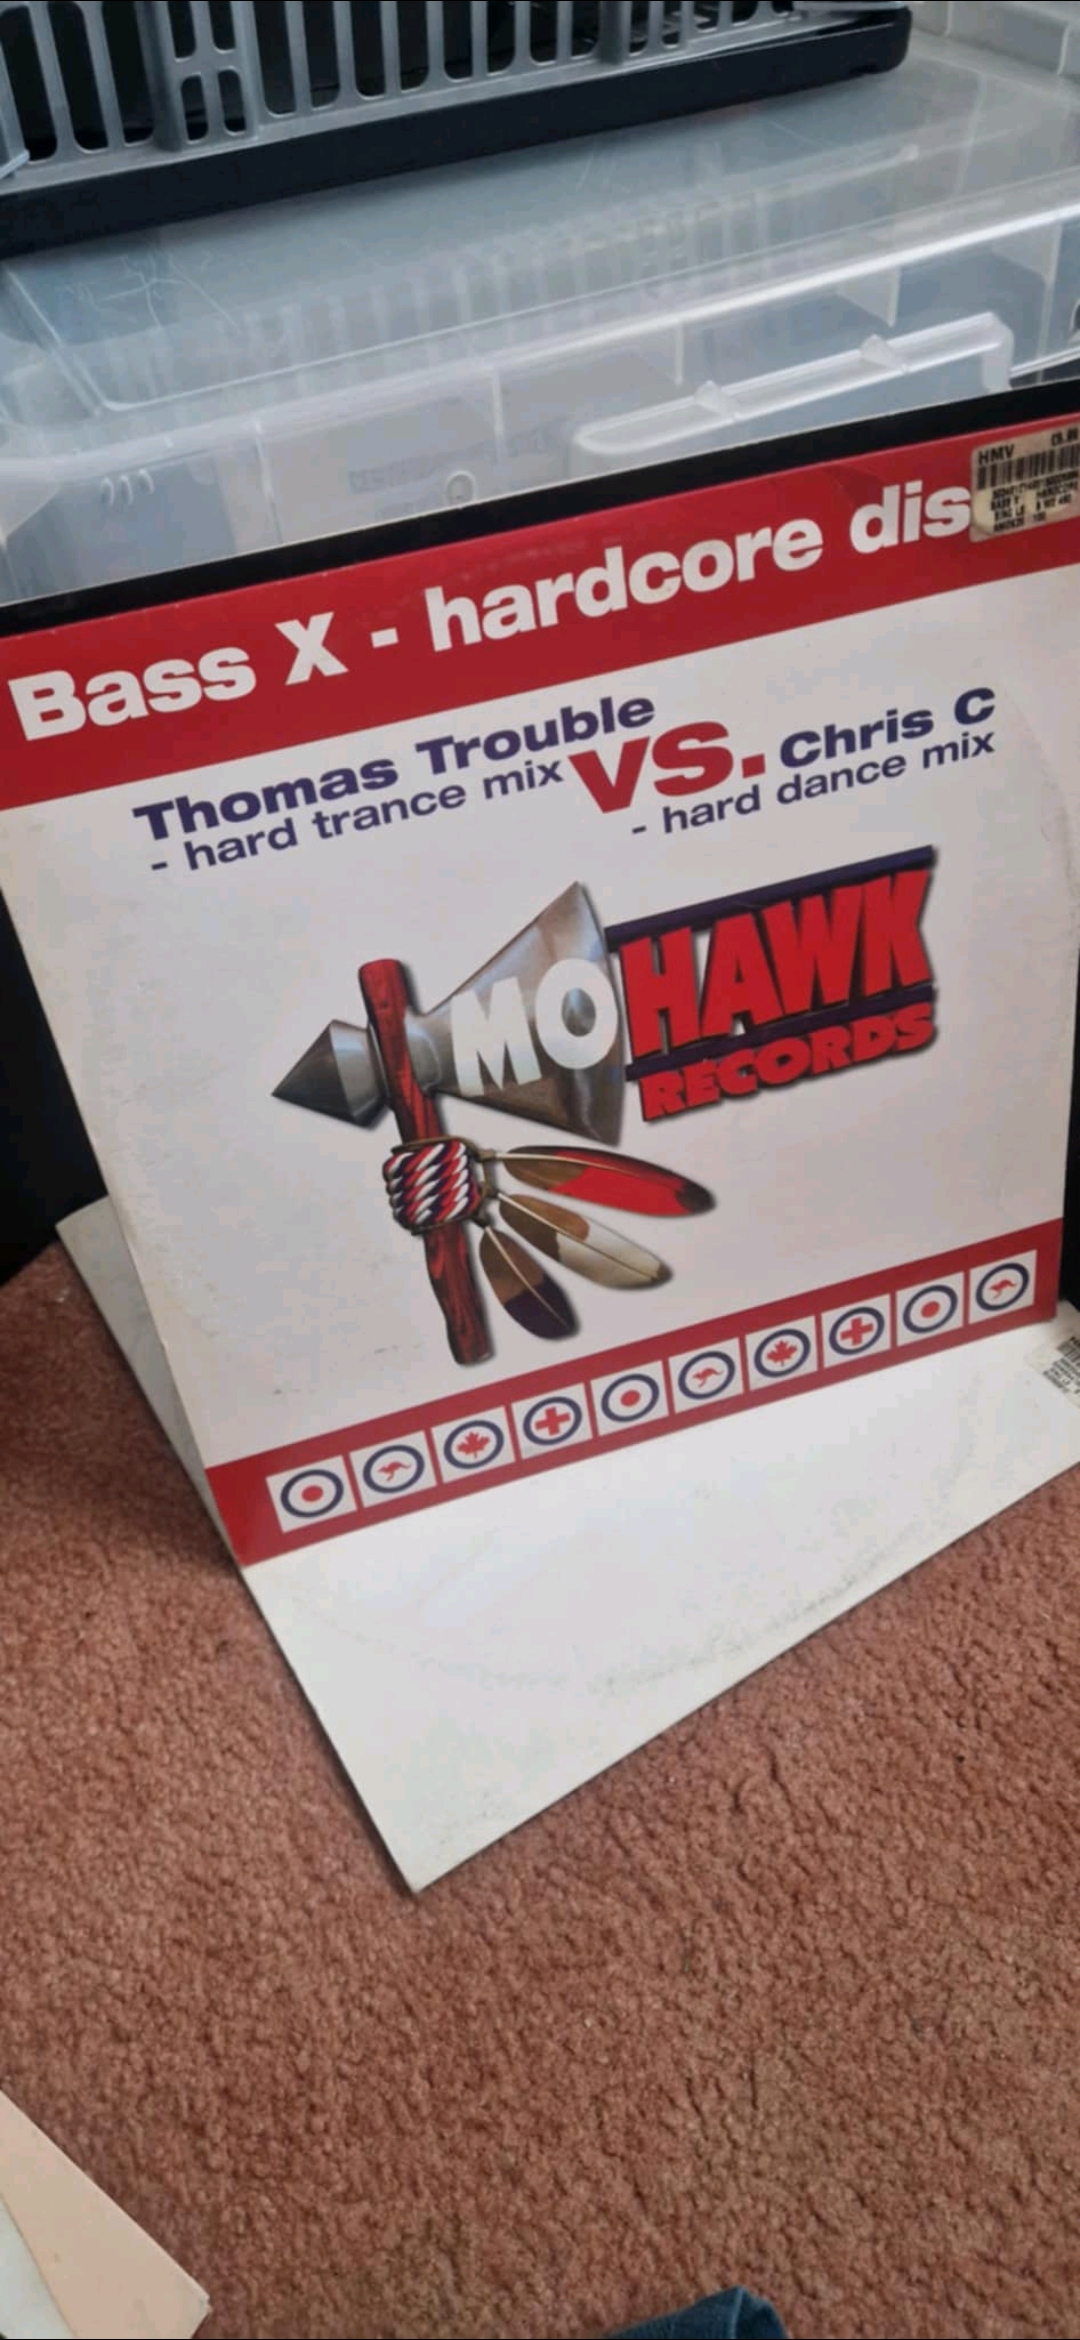 HMV
Bass X - hardcore dis
Thomas Trouble
- hard trance mix
VS.
Chris C
- hard dance mix
MOHAWK
RECORDS